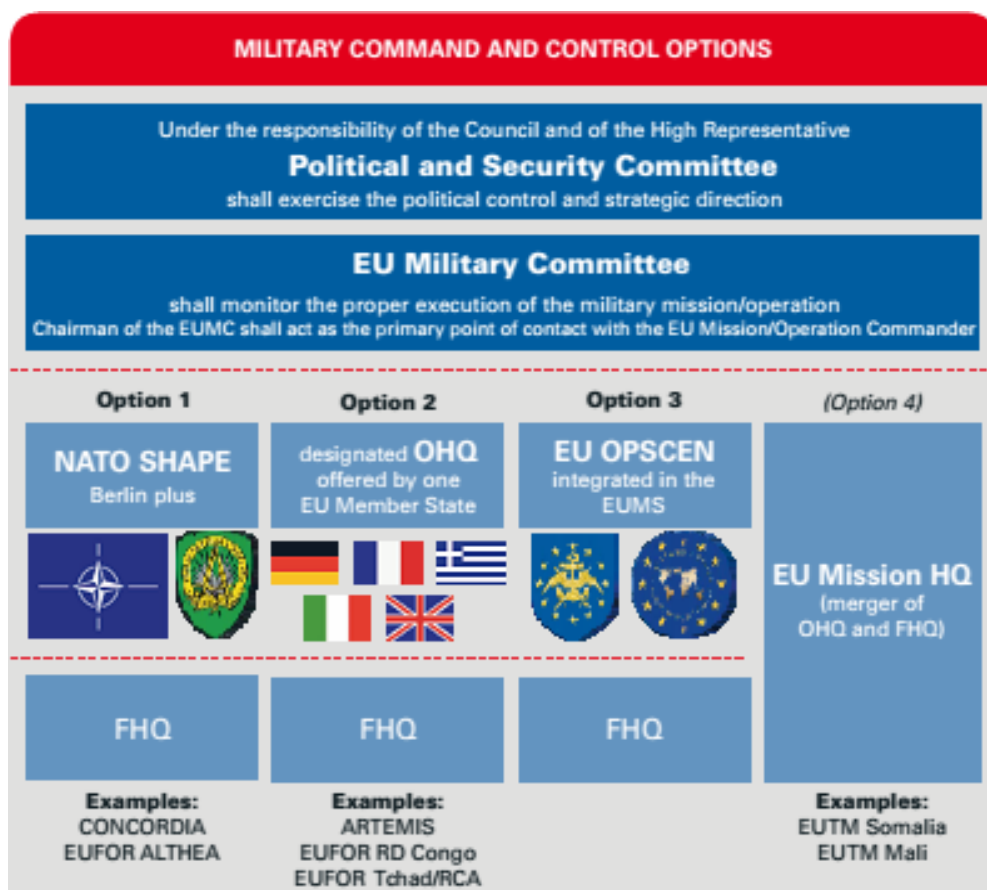 MILITARY COMMAND AND CONTROL OPTIONS
Under the responsibility of the Council and of the High Representative
Political and Security Committee
shall exercise the political control and strategic direction
EU Military Committee
shall monitor the proper execution of the military mission/operation
Chairman of the EUMC shall act as the primary point of contact with the EU Mission/Operation Commander
Option 1
NATO SHAPE
Berlin plus
FHQ
Examples:
CONCORDIA
EUFOR ALTHEA
Option 2
designated OHQ
offered by one
EU Member State
FHQ
Examples:
ARTEMIS
EUFOR RD Congo
EUFOR Tchad/RCA
Option 3
EU OPSCEN
integrated in the
EUMS
FHQ
(Option 4)
EU Mission HQ
(merger of
OHQ and FHQ)
Examples:
EUTM Somalia
EUTM Mali